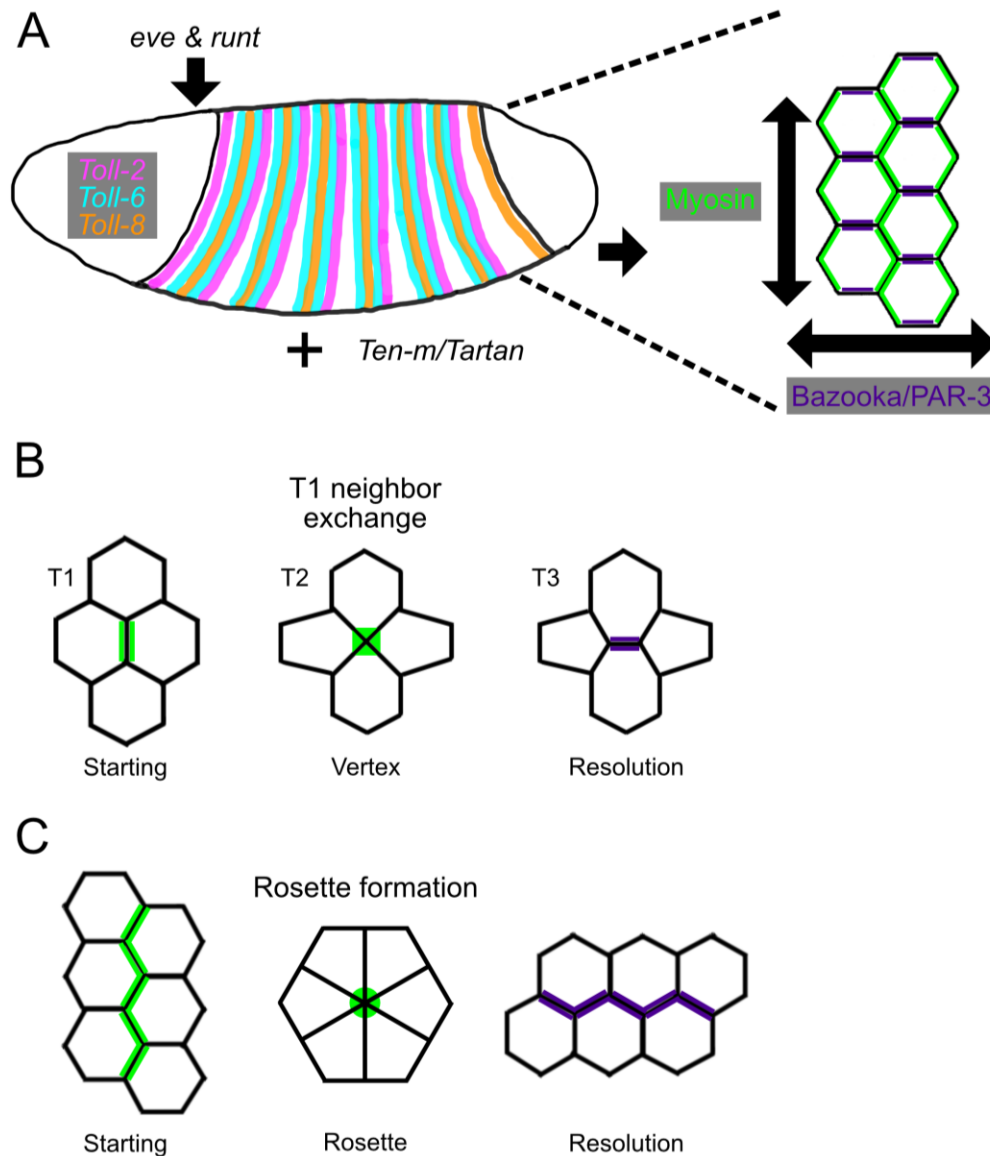 A
eve & runt
Toll-2
Toll-6
Toll-8
+ Ten-m/Tartan
Myosin
Bazooka/PAR-3
B
T1 neighbor
exchange
T1
T2
T3
Starting
Vertex
Resolution
C
Rosette formation
Starting
Rosette
Resolution